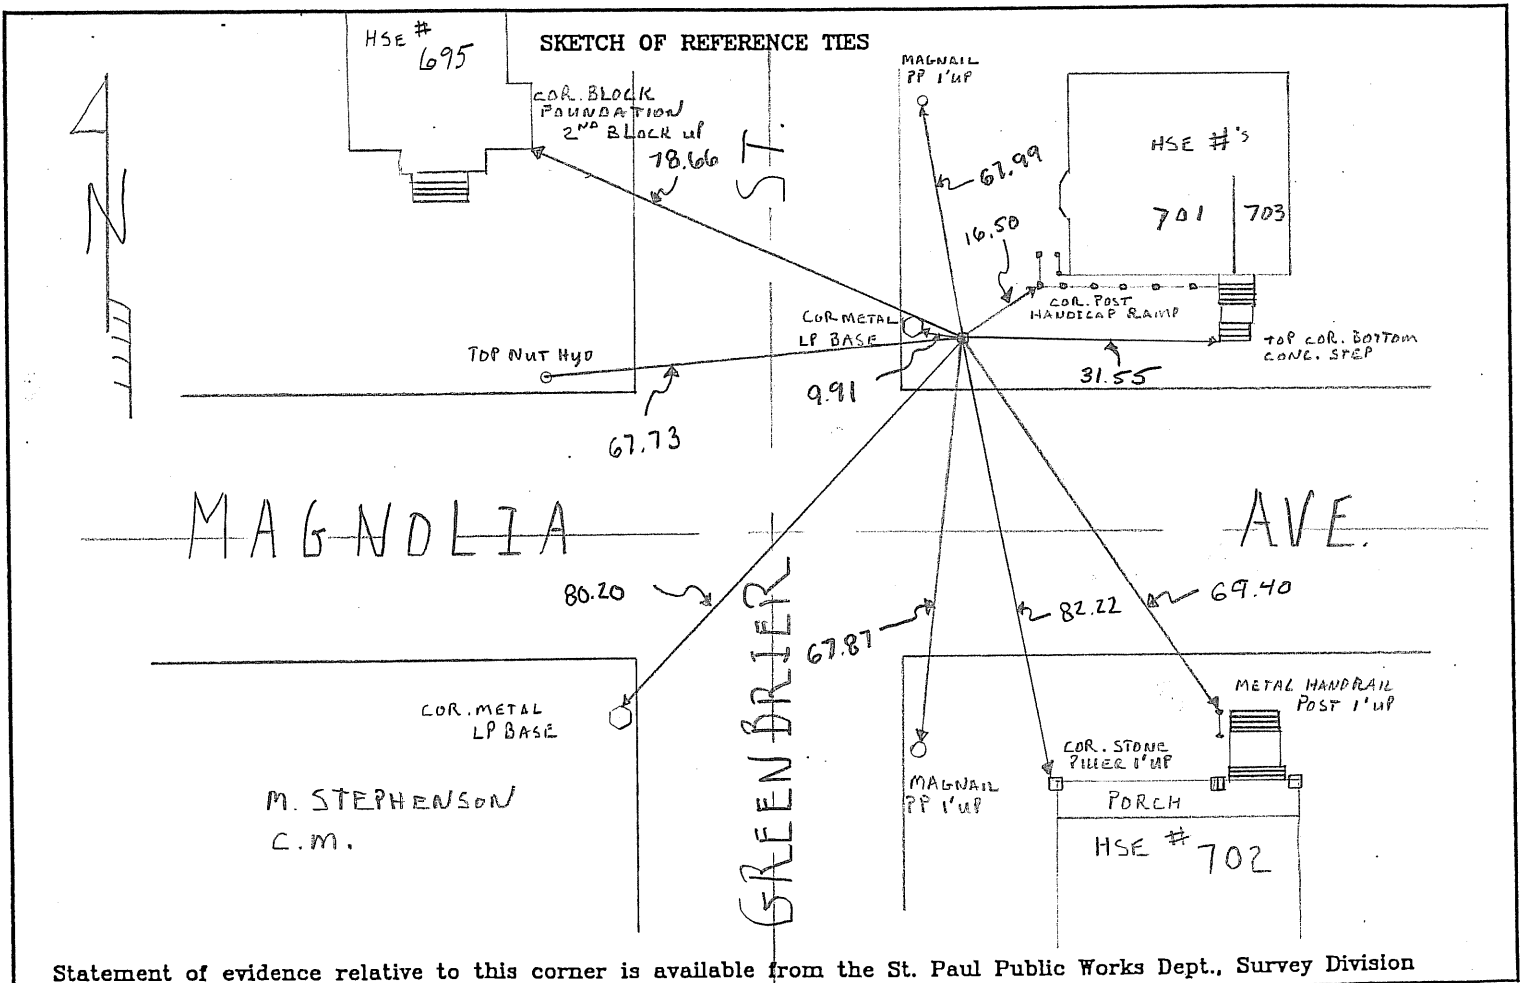 SKETCH OF REFERENCE TIES
HSE #
695
COR. BLOCK
FOUNDATION
2ND BLOCK UP
78.66
ST.
MAGNAIL
PP 1'UP
67.99
HSE #'s
701 703
16.50
COR. POST
HANDICAP RAMP
COR METAL
LP BASE
TOP COR. BOTTOM
CONC. STEP
31.55
9.91
N
TOP NUT HYD
67.73
MAGNOLIA
AVE.
80.20
67.87
82.22
69.40
GREENBRIER
COR. METAL
LP BASE
METAL HANDRAIL
POST 1'UP
COR. STONE
PILLER 1'UP
MAGNAIL
PP 1'UP
PORCH
HSE # 702
M. STEPHENSON
C.M.
Statement of evidence relative to this corner is available from the St. Paul Public Works Dept., Survey Division